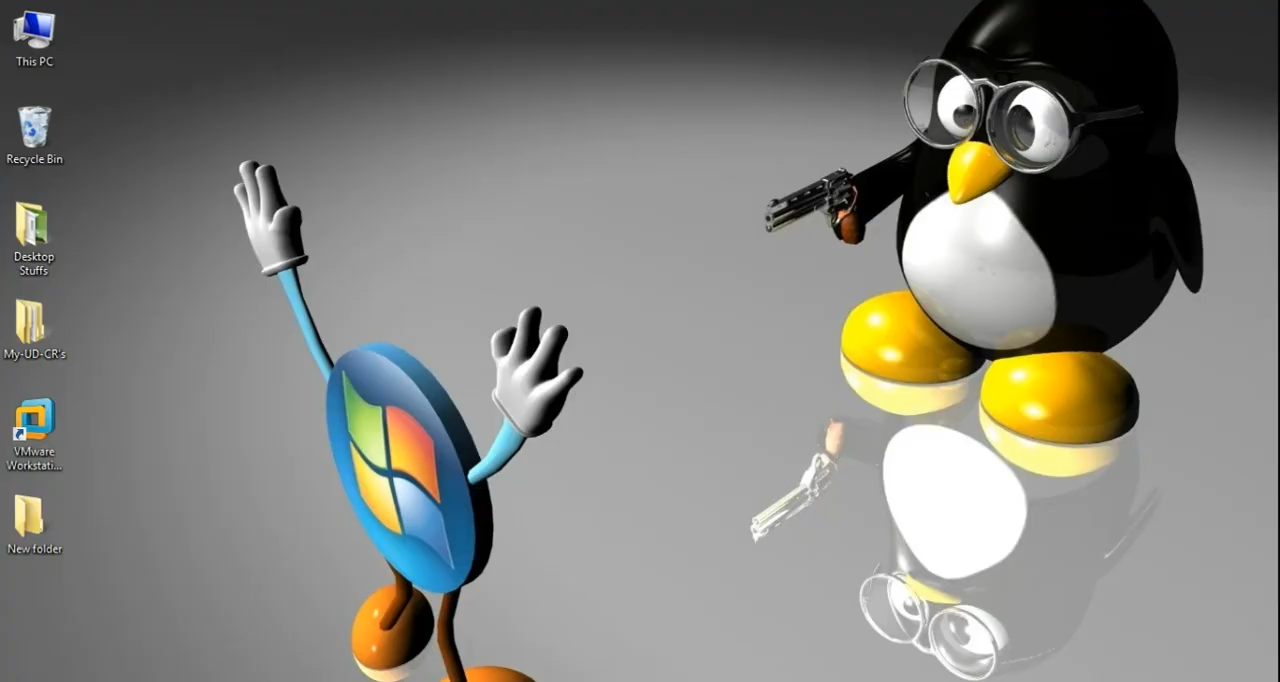 This PC
Recycle Bin
Desktop
Stuffs
My-UD-CR's
VMware
Workstati...
New folder